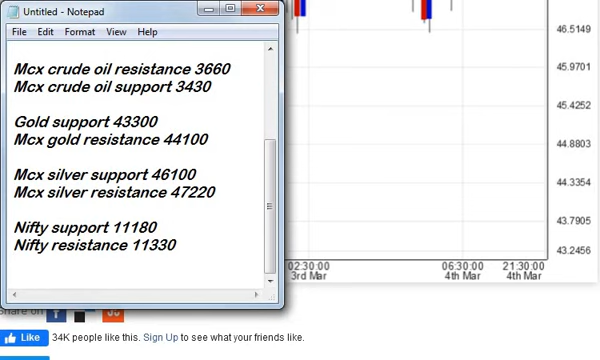 Untitled - Notepad
File Edit Format View Help
Mcx crude oil resistance 3660
Mcx crude oil support 3430
Gold support 43300
Mcx gold resistance 44100
Mcx silver support 46100
Mcx silver resistance 47220
Nifty support 11180
Nifty resistance 11330
46.5149
45.9701
45.4252
44.8803
44.3354
43.7905
43.2456
02:30:00 06:30:00 21:30:00
3rd Mar 4th Mar 4th Mar
Share on
Like 34K people like this. Sign Up to see what your friends like.